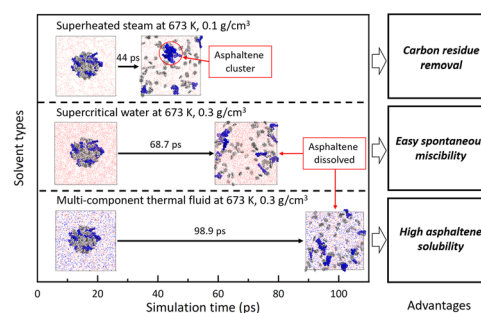 Superheated steam at 673 K, 0.1 g/cm³
44 ps
Asphaltene
cluster
Carbon residue
removal
Supercritical water at 673 K, 0.3 g/cm³
68.7 ps
Asphaltene
dissolved
Easy spontaneous
miscibility
Multi-component thermal fluid at 673 K, 0.3 g/cm³
98.9 ps
High asphaltene
solubility
Solvent types
0 20 40 60 80 100
Simulation time (ps)
Advantages